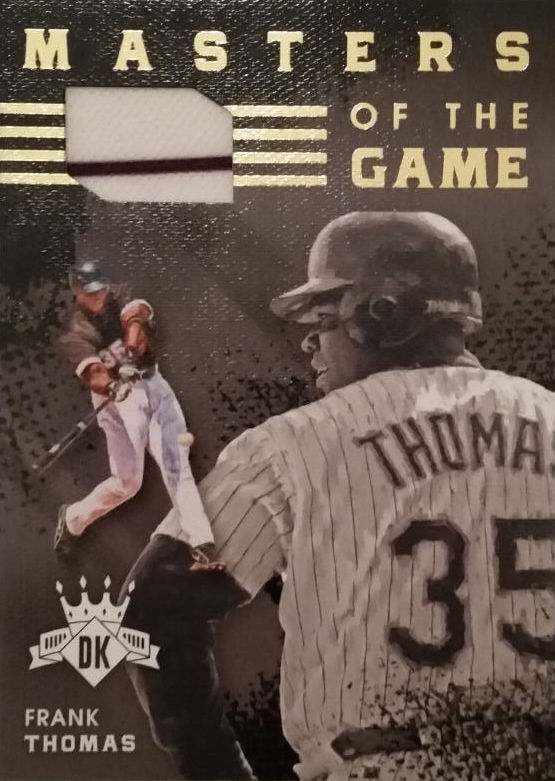 MASTERS
OF THE
GAME
THOMAS
35
DK
FRANK
THOMAS